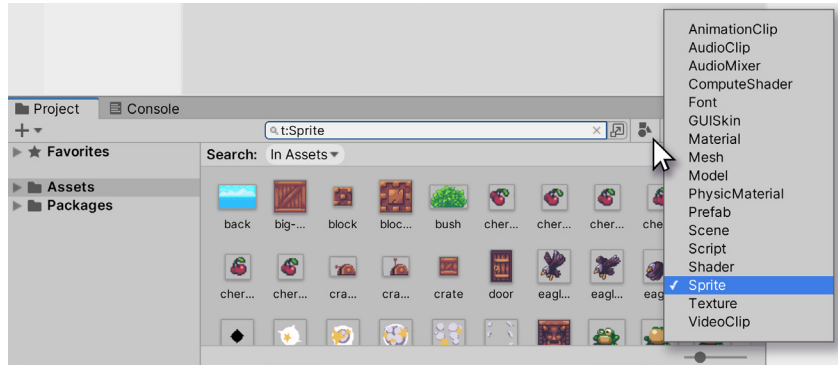 AnimationClip
AudioClip
AudioMixer
ComputeShader
Font
GUISkin
Material
Mesh
Model
PhysicMaterial
Prefab
Scene
Script
Shader
✓ Sprite
Texture
VideoClip
Project Console
t:Sprite
Favorites
Assets
Packages
Search: In Assets
back big-... block bloc... bush cher... cher... cher... che
cher... cher... cra... cra... crate door eagl... eagl... eag